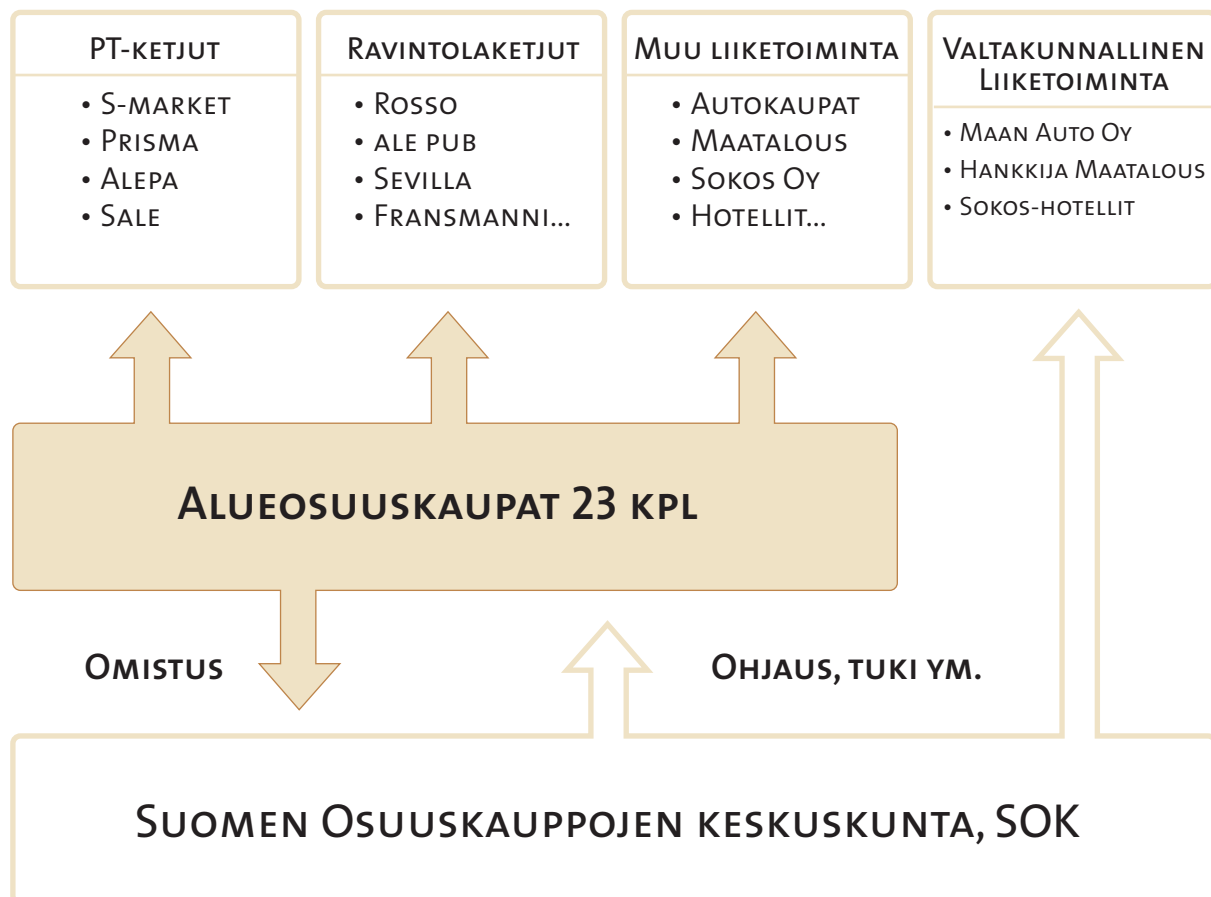 PT-ketjut
• S-market
• Prisma
• Alepa
• Sale
Ravintolaketjut
• Rosso
• ale pub
• Sevilla
• Fransmanni...
Muu liiketoiminta
• Autokaupat
• Maatalous
• Sokos Oy
• Hotellit...
Valtakunnallinen
Liiketoiminta
• Maan Auto Oy
• Hankkija Maatalous
• Sokos-hotellit
Alueosuuskaupat 23 kpl
Omistus
Ohjaus, tuki ym.
Suomen Osuuskauppojen keskuskunta, SOK